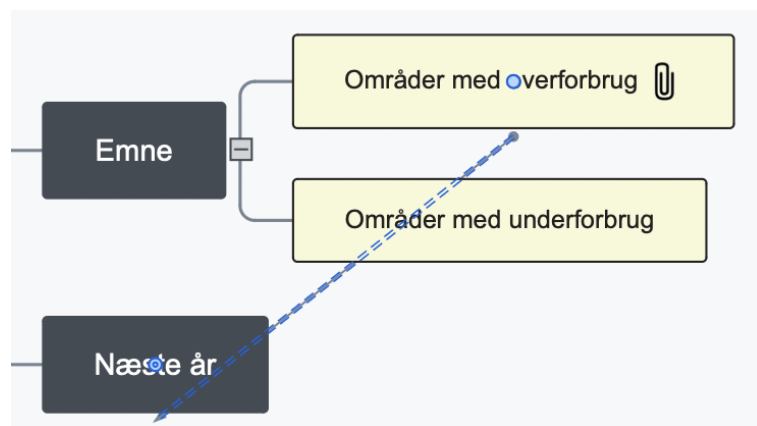 Områder med overforbrug
Emne
Områder med underforbrug
Næste år